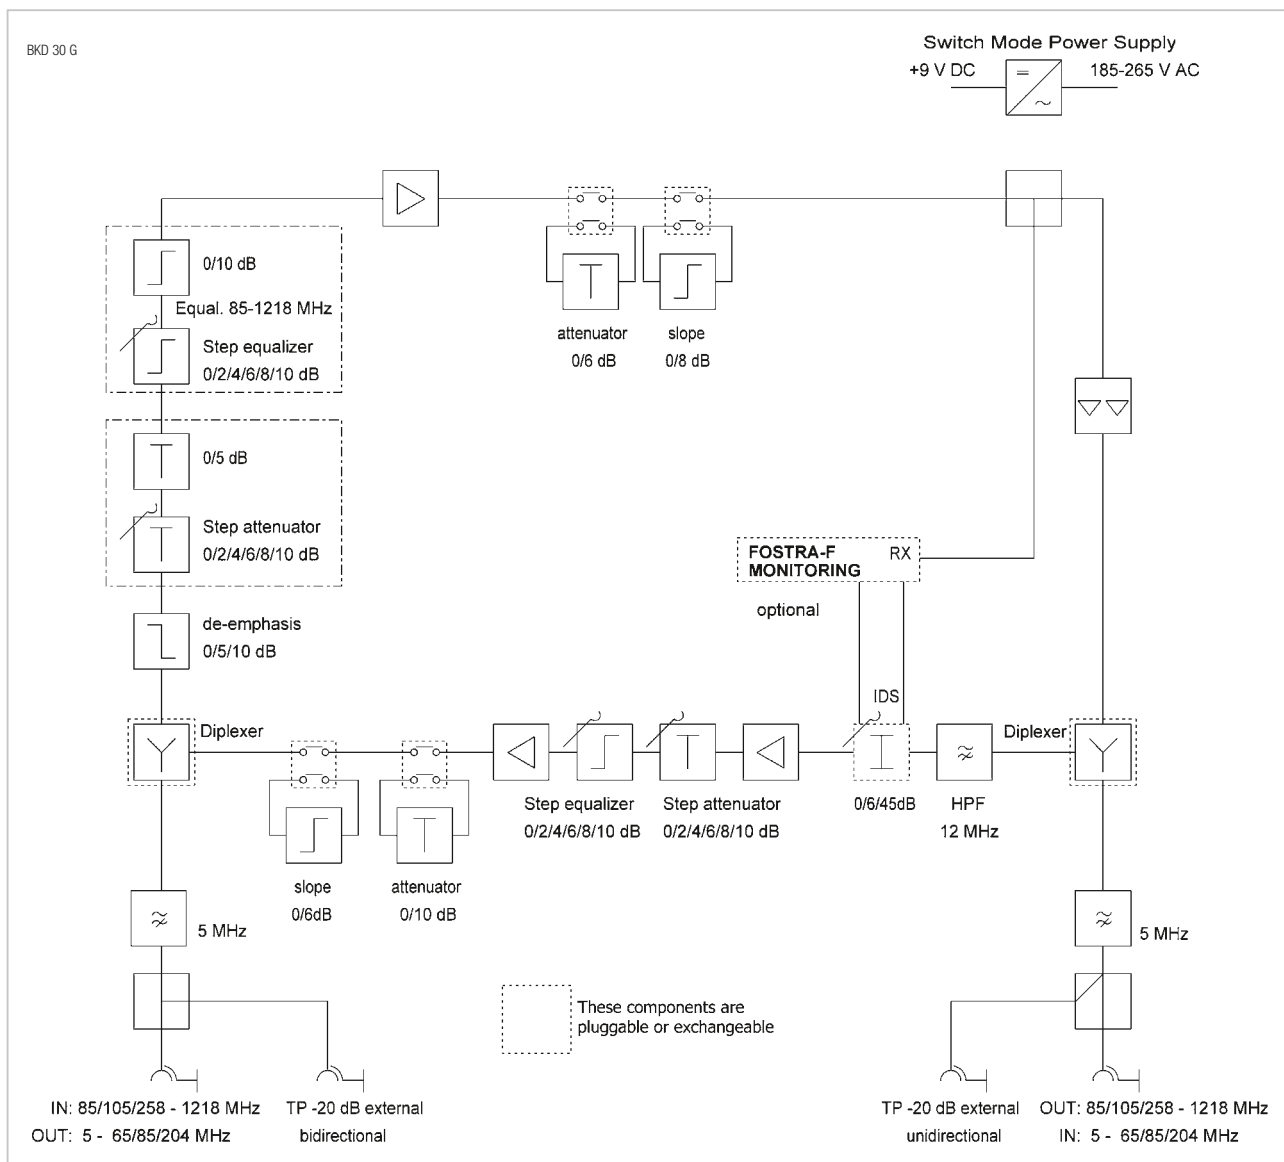 BKD 30 G
Switch Mode Power Supply
+9 V DC
185-265 V AC
0/10 dB
Equal. 85-1218 MHz
Step equalizer
0/2/4/6/8/10 dB
attenuator
0/6 dB
slope
0/8 dB
0/5 dB
Step attenuator
0/2/4/6/8/10 dB
FOSTRA-F
MONITORING
RX
optional
de-emphasis
0/5/10 dB
IDS
Diplexer
Diplexer
Step equalizer
0/2/4/6/8/10 dB
Step attenuator
0/2/4/6/8/10 dB
0/6/45dB
HPF
12 MHz
slope
0/6dB
attenuator
0/10 dB
5 MHz
5 MHz
These components are
pluggable or exchangeable
IN: 85/105/258 - 1218 MHz
OUT: 5 - 65/85/204 MHz
TP -20 dB external
bidirectional
TP -20 dB external
unidirectional
OUT: 85/105/258 - 1218 MHz
IN: 5 - 65/85/204 MHz